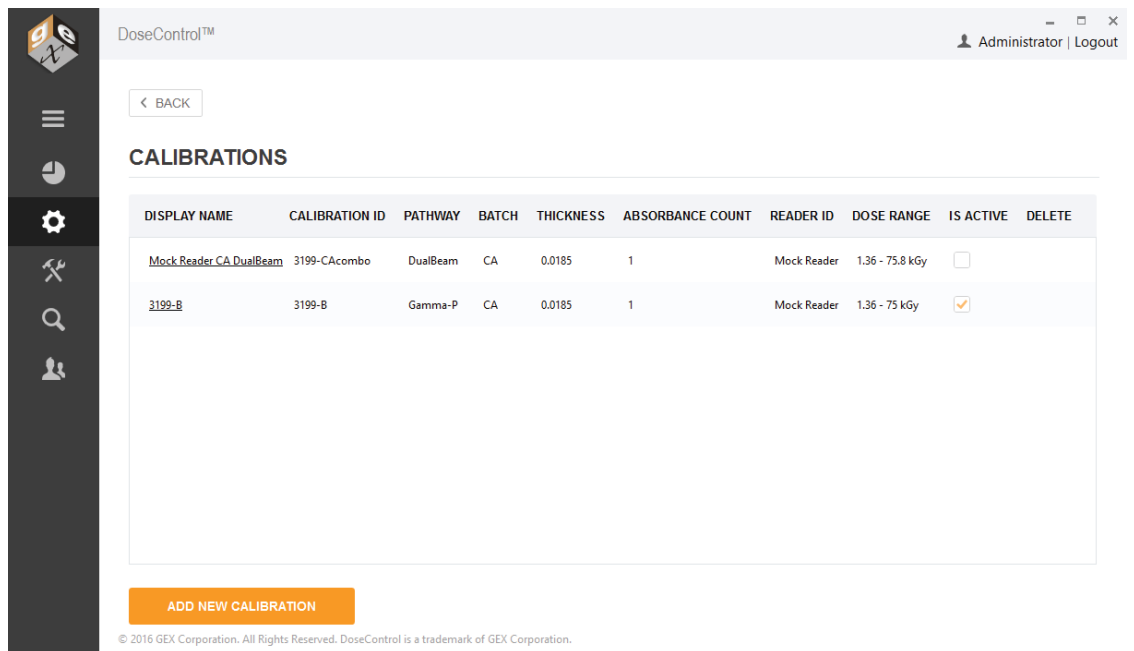 gex
DoseControl™
Administrator | Logout
BACK
CALIBRATIONS
DISPLAY NAME CALIBRATION ID PATHWAY BATCH THICKNESS ABSORBANCE COUNT READER ID DOSE RANGE IS ACTIVE DELETE
Mock Reader CA DualBeam 3199-CAcombo DualBeam CA 0.0185 1 Mock Reader 1.36 - 75.8 kGy
3199-B 3199-B Gamma-P CA 0.0185 1 Mock Reader 1.36 - 75 kGy
ADD NEW CALIBRATION
© 2016 GEX Corporation. All Rights Reserved. DoseControl is a trademark of GEX Corporation.